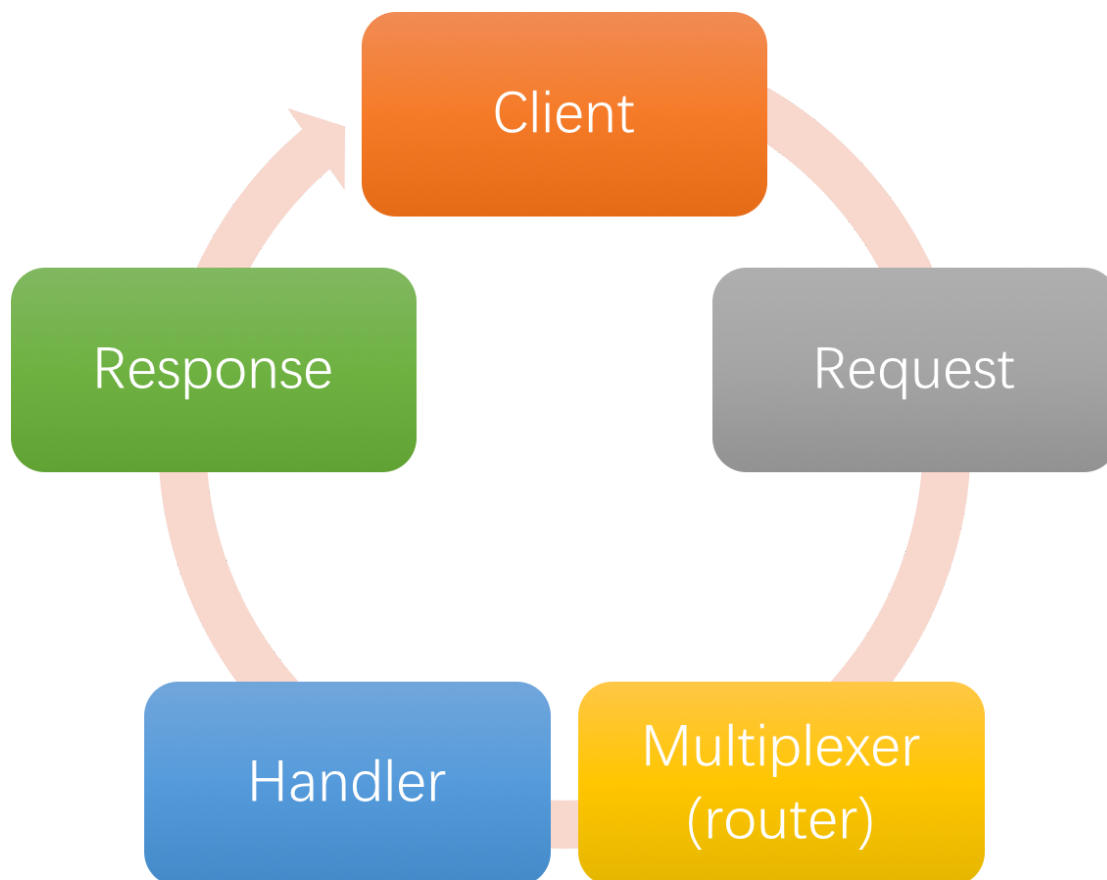 Client
Response
Request
Handler
Multiplexer
(router)